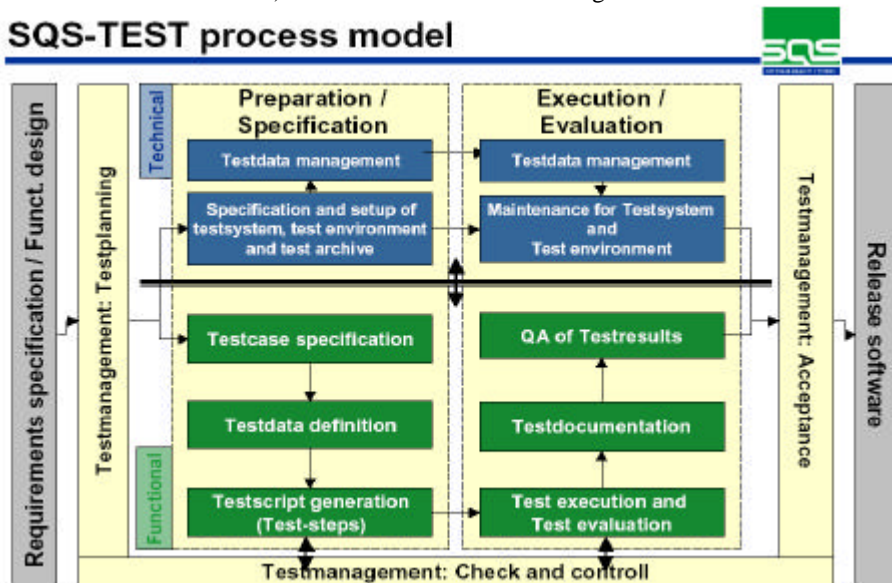 SQS-TEST process model
SQS
Requirements specification / Funct. design
Testmanagement: Testplanning
Technical
Functional
Preparation /
Specification
Testdata management
Specification and setup of
testsystem, test environment
and test archive
Testcase specification
Testdata definition
Testscript generation
(Test-steps)
Execution /
Evaluation
Testdata management
Maintenance for Testsystem
and
Test environment
QA of Testresults
Testdocumentation
Test execution and
Test evaluation
Testmanagement: Acceptance
Release software
Testmanagement: Check and controll